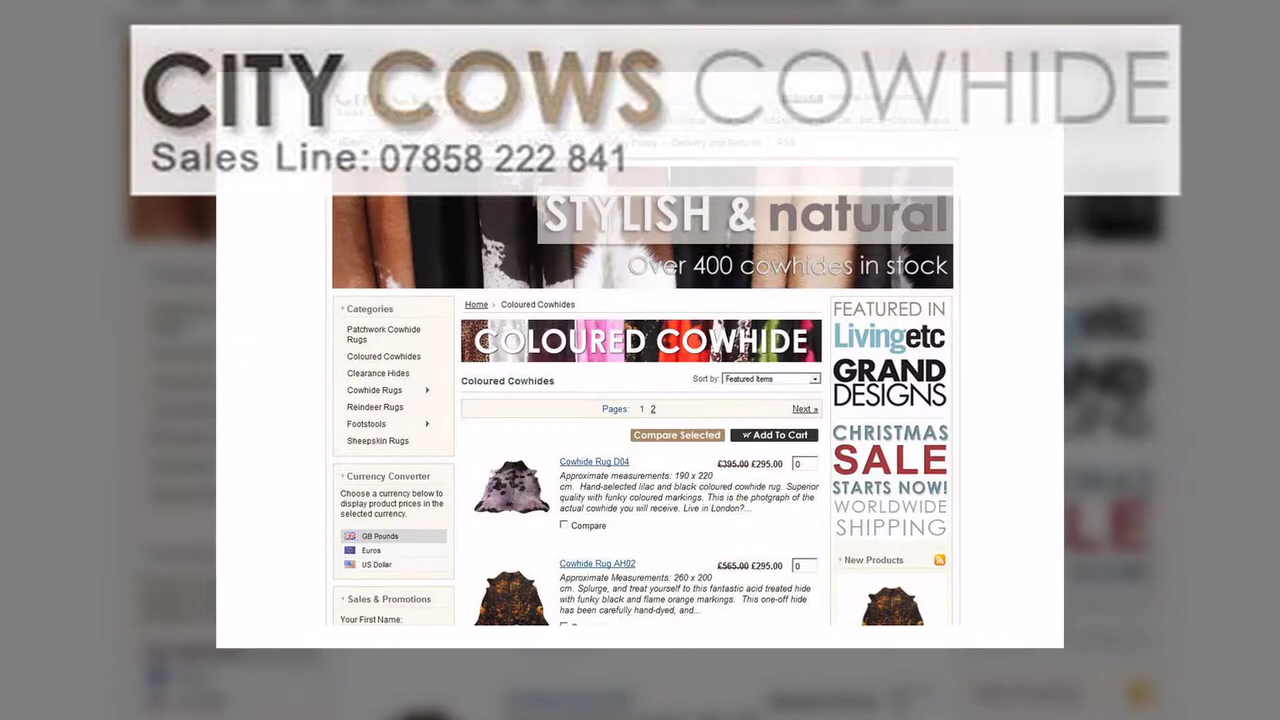 CITY COWS COWHIDE
Sales Line: 07858 222 841
Delivery and Returns RSS
STYLISH & natural
Over 400 cowhides in stock
Categories
Patchwork Cowhide
Rugs
Coloured Cowhides
Clearance Hides
Cowhide Rugs
Reindeer Rugs
Footstools
Sheepskin Rugs
Currency Converter
Choose a currency below to
display product prices in the
selected currency.
GB Pounds
Euros
US Dollar
Sales & Promotions
Your First Name:
Home › Coloured Cowhides
COLOURED COWHIDE
Coloured Cowhides
Sort by: Featured Items
Pages: 1 2
Next »
Compare Selected
Add To Cart
Cowhide Rug D04
£395.00 £295.00 0
Approximate measurements: 190 x 220
cm. Hand-selected lilac and black coloured cowhide rug. Superior
quality with funky coloured markings. This is the photgraph of the
actual cowhide you will receive. Live in London?...
Compare
Cowhide Rug AH02
£565.00 £295.00 0
Approximate Measurements: 260 x 200
cm. Splurge, and treat yourself to this fantastic acid treated hide
with funky black and flame orange markings. This one-off hide
has been carefully hand-dyed, and...
FEATURED IN
Livingetc
GRAND
DESIGNS
CHRISTMAS
SALE
STARTS NOW!
WORLDWIDE
SHIPPING
New Products